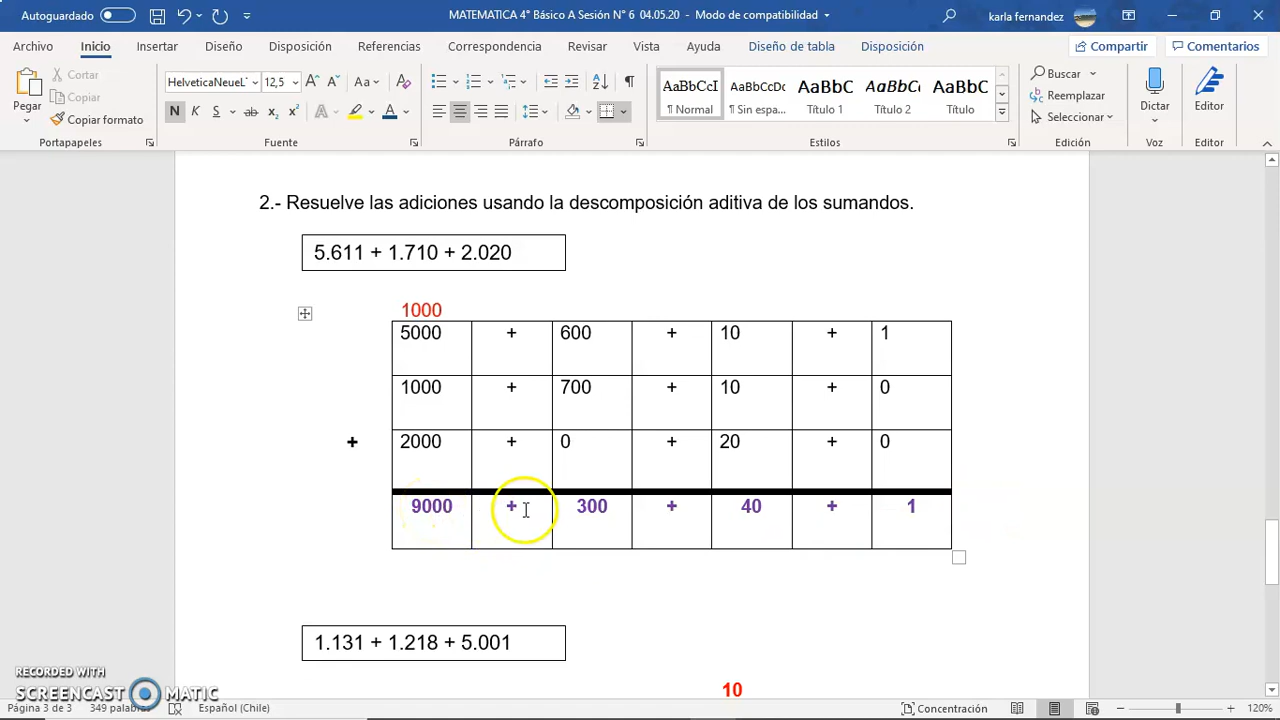 Autoguardado
MATEMATICA 4° Básico A Sesión N° 6 04.05.20 - Modo de compatibilidad
karla fernandez
Archivo Inicio Insertar Diseño Disposición Referencias Correspondencia Revisar Vista Ayuda Diseño de tabla Disposición Compartir Comentarios
Pegar
Cortar
Copiar
Copiar formato
Portapapeles
HelveticaNeueL 12,5
N K S
Fuente
Párrafo
AaBbCcI AaBbCcDc AaBbC AaBbCc AaBbC
¶ Normal ¶ Sin espa... Título 1 Título 2 Título
Estilos
Buscar
Reemplazar
Seleccionar
Edición
Dictar
Voz
Editor
Editor
2.- Resuelve las adiciones usando la descomposición aditiva de los sumandos.
5.611 + 1.710 + 2.020
1000
5000 + 600 + 10 + 1
1000 + 700 + 10 + 0
+ 2000 + 0 + 20 + 0
9000 + 300 + 40 + 1
1.131 + 1.218 + 5.001
10
RECORDED WITH
SCREENCAST MATIC
Página 3 de 3 349 palabras Español (Chile) Concentración 120%